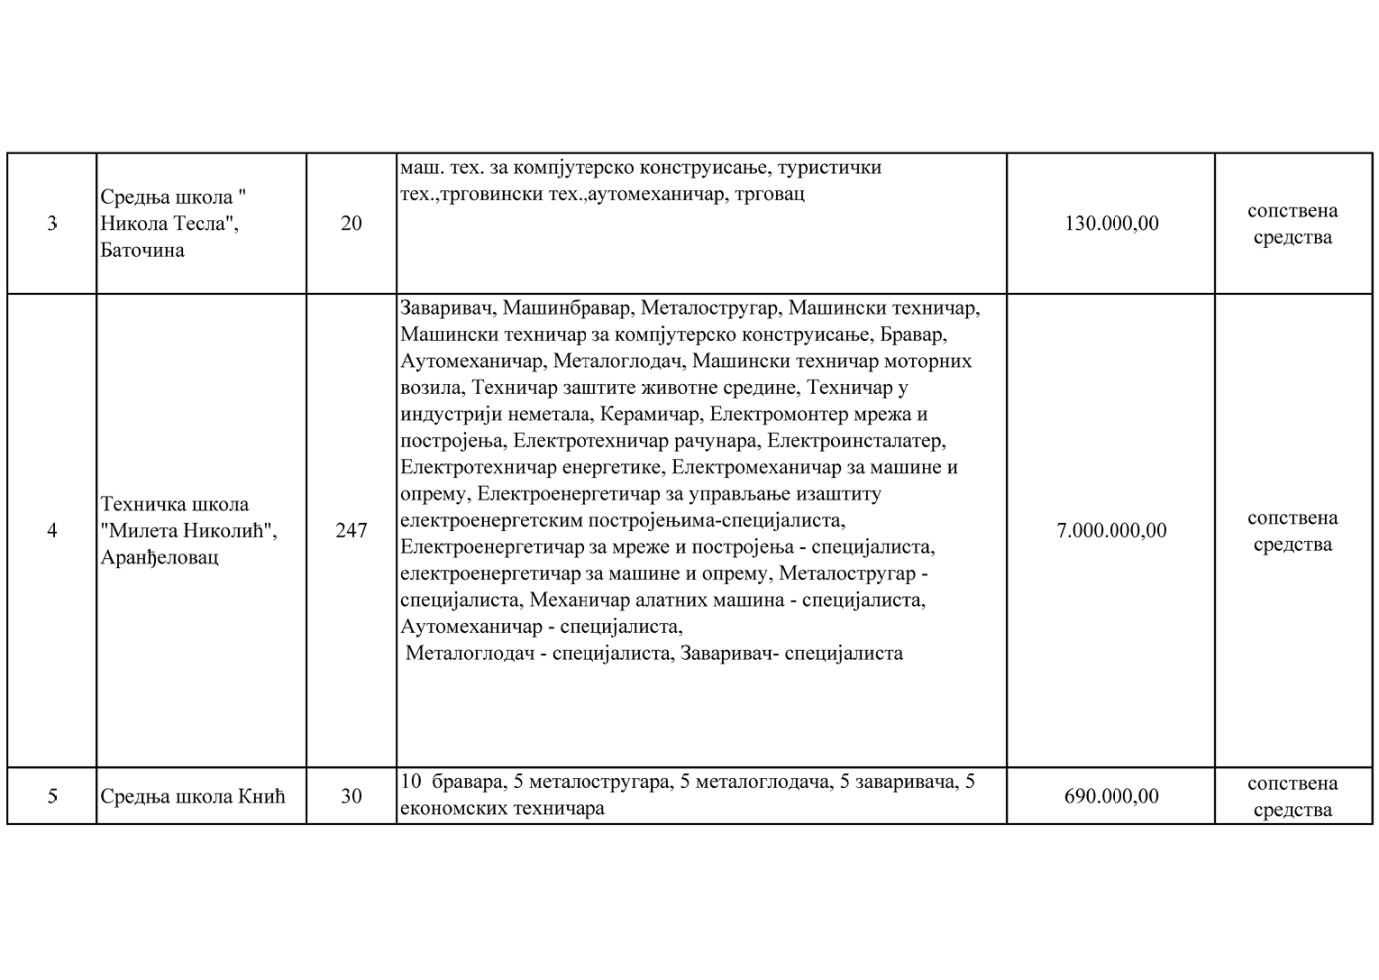 3
Средња школа "
Никола Тесла",
Баточина
20
маш. тех. за компјутерско конструисање, туристички
тех.,трговински тех.,аутомеханичар, трговац
130.000,00
сопствена
средства
4
Техничка школа
"Милета Николић",
Аранђеловац
247
Заваривач, Машинбравар, Металостругар, Машински техничар,
Машински техничар за компјутерско конструисање, Бравар,
Аутомеханичар, Металоглодач, Машински техничар моторних
возила, Техничар заштите животне средине, Техничар у
индустрији неметала, Керамичар, Електромонтер мрежа и
постројења, Електротехничар рачунара, Електроинсталатер,
Електротехничар енергетике, Електромеханичар за машине и
опрему, Електроенергетичар за управљање изаштиту
електроенергетским постројењима-специјалиста,
Електроенергетичар за мреже и постројења - специјалиста,
електроенергетичар за машине и опрему, Металостругар -
специјалиста, Механичар алатних машина - специјалиста,
Аутомеханичар - специјалиста,
Металоглодач - специјалиста, Заваривач- специјалиста
7.000.000,00
сопствена
средства
5
Средња школа Кнић
30
10  бравара, 5 металостругара, 5 металоглодача, 5 заваривача, 5
економских техничара
690.000,00
сопствена
средства